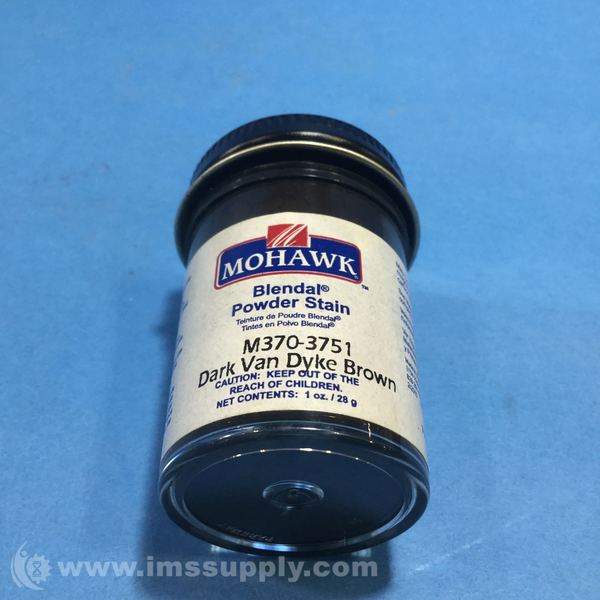 MOHAWK
TM
Blendal®
Powder Stain
Teinture de Poudre Blendal®
Tintes en Polvo Blendal®
M370-3751
Dark Van Dyke Brown
CAUTION: KEEP OUT OF THE
REACH OF CHILDREN.
NET CONTENTS: 1 oz. / 28 g
www.imssupply.com